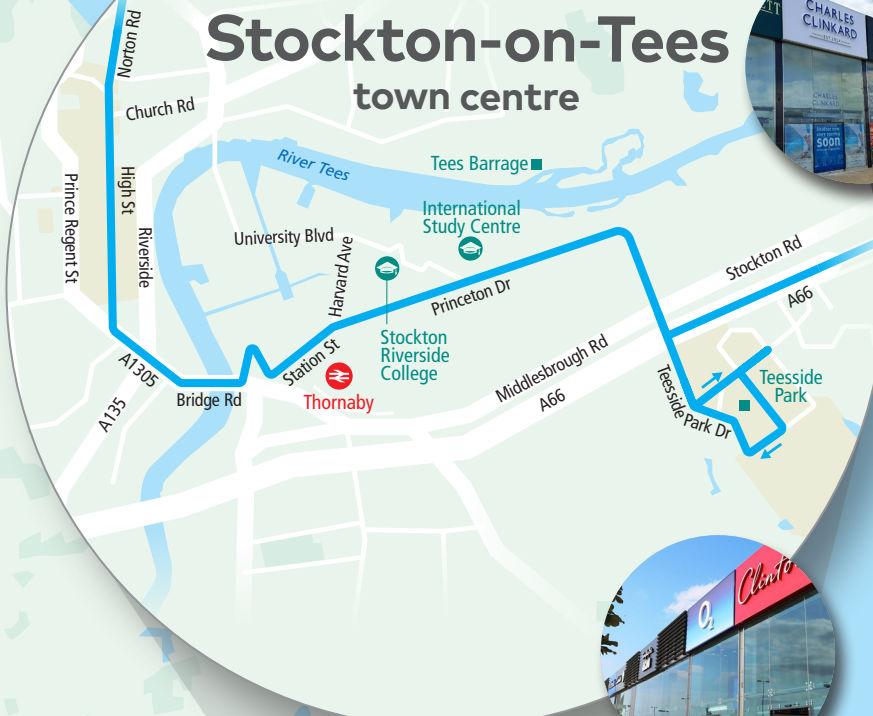 Stockton-on-Tees
town centre
Norton Rd
Church Rd
High St
Prince Regent St
Riverside
River Tees
Tees Barrage
International
Study Centre
University Blvd
Harvard Ave
Princeton Dr
Stockton Rd
A66
Stockton
Riverside
College
Station St
Thornaby
A1305
Bridge Rd
A135
Middlesbrough Rd
A66
Teesside Park Dr
Teesside
Park
CHARLES
CLINKARD
CHARLES
CLINKARD
soon
O2